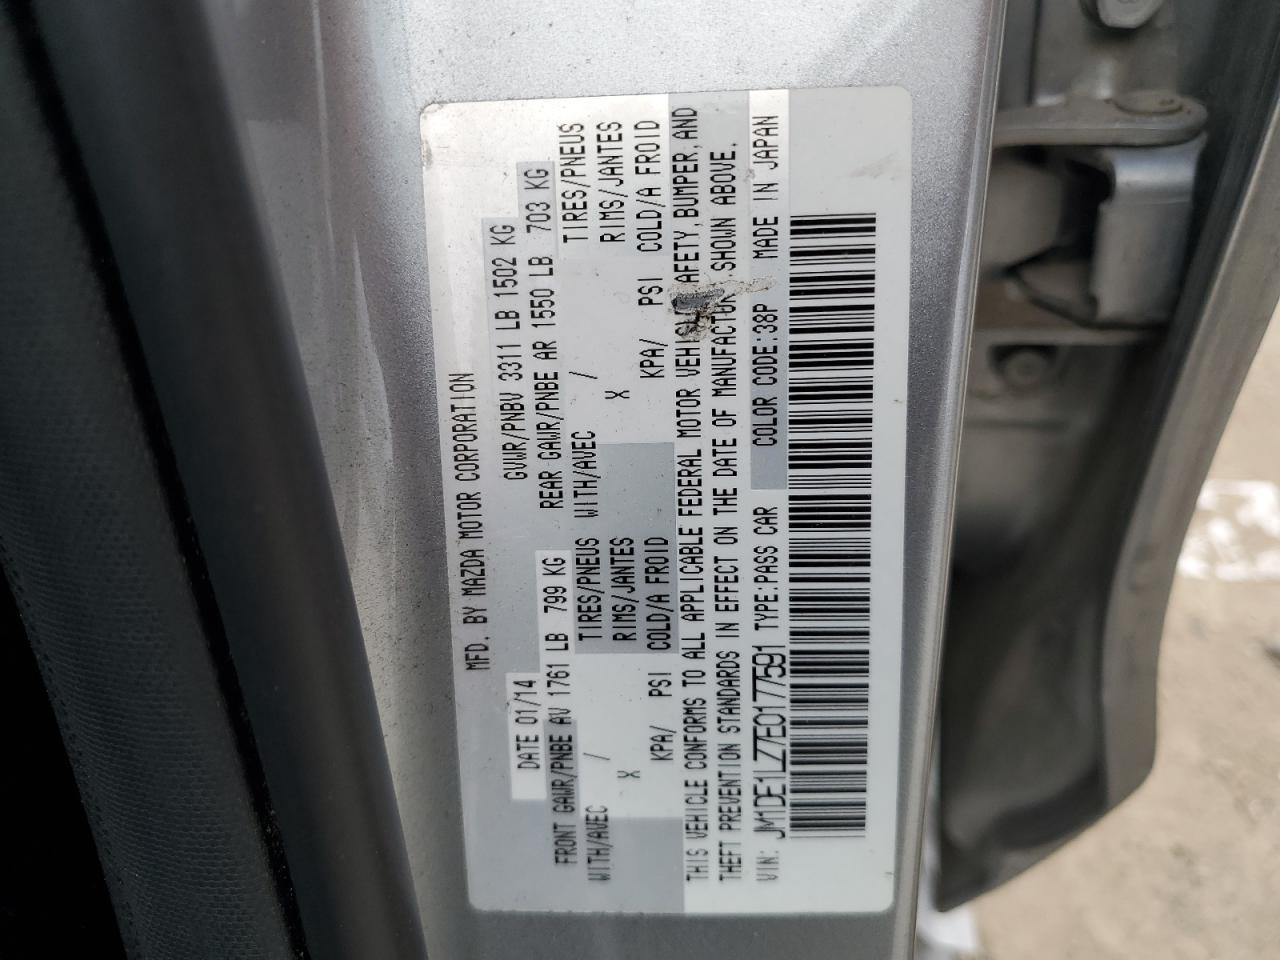 MFD. BY MAZDA MOTOR CORPORATION
DATE 01/14 GVWR/PNBV 3311 LB 1502 KG
FRONT GAWR/PNBE AV 1761 LB 799 KG REAR GAWR/PNBE AR 1550 LB 703 KG
WITH/AVEC / TIRES/PNEUS WITH/AVEC / TIRES/PNEUS
X RIMS/JANTES X RIMS/JANTES
KPA/ PSI COLD/A FROID KPA/ PSI COLD/A FROID
THIS VEHICLE CONFORMS TO ALL APPLICABLE FEDERAL MOTOR VEHICLE SAFETY, BUMPER, AND
THEFT PREVENTION STANDARDS IN EFFECT ON THE DATE OF MANUFACTURE SHOWN ABOVE.
VIN: JM1DE1LZ7E0177591 TYPE:PASS CAR COLOR CODE:38P MADE IN JAPAN